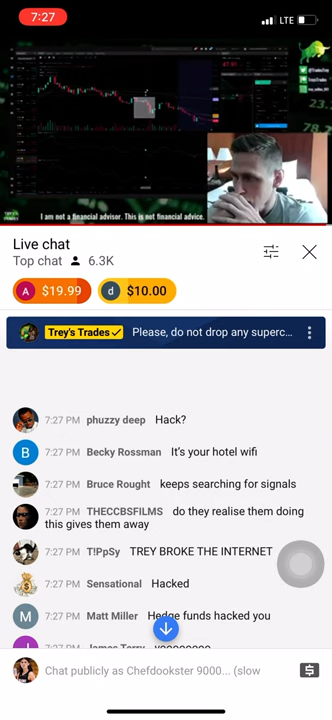 7:27
LTE
I am not a financial advisor. This is not financial advice.
Live chat
Top chat 6.3K
A $19.99
d $10.00
Trey's Trades Please, do not drop any superc...
7:27 PM phuzzy deep Hack?
B 7:27 PM Becky Rossman It's your hotel wifi
7:27 PM Bruce Rought keeps searching for signals
7:27 PM THECCBSFILMS do they realise them doing
this gives them away
7:27 PM T!PpSy TREY BROKE THE INTERNET
7:27 PM Sensational Hacked
M 7:27 PM Matt Miller Hedge funds hacked you
Chat publicly as Chefdookster 9000... (slow